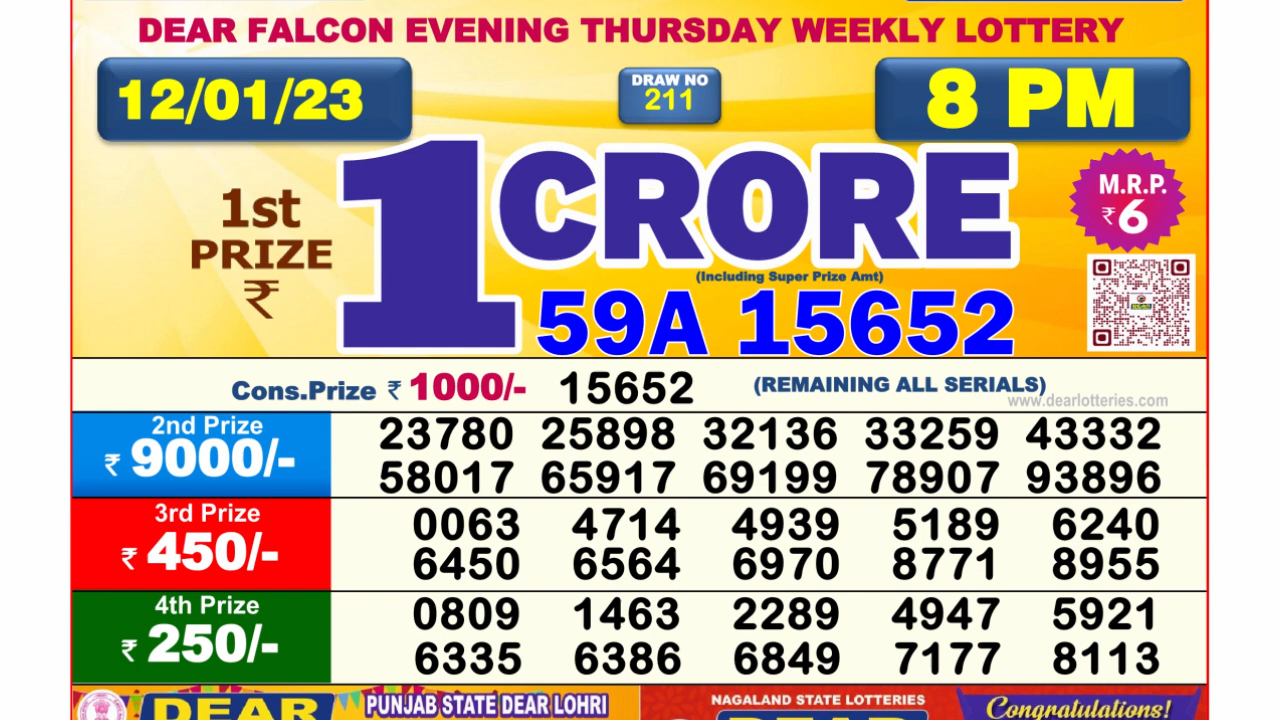 DEAR FALCON EVENING THURSDAY WEEKLY LOTTERY
12/01/23
DRAW NO
211
8 PM
1st
PRIZE
₹
1 CRORE
(Including Super Prize Amt)
59A 15652
M.R.P.
₹6
Cons.Prize ₹ 1000/- 15652 (REMAINING ALL SERIALS)
www.dearlotteries.com
2nd Prize
₹ 9000/-
23780 25898 32136 33259 43332
58017 65917 69199 78907 93896
3rd Prize
₹ 450/-
0063 4714 4939 5189 6240
6450 6564 6970 8771 8955
4th Prize
₹ 250/-
0809 1463 2289 4947 5921
6335 6386 6849 7177 8113
DEAR
PUNJAB STATE DEAR LOHRI
NAGALAND STATE LOTTERIES
DEAR
Congratulations!